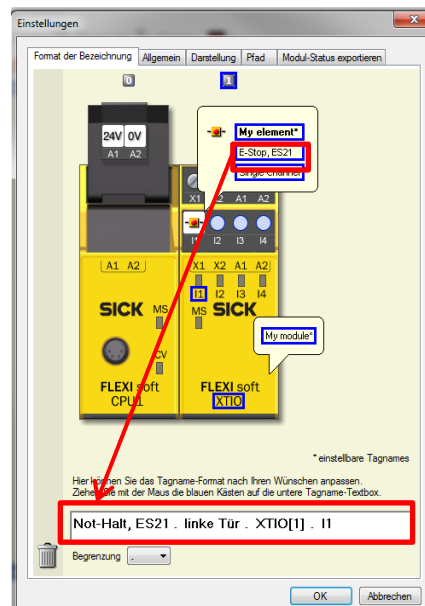 Einstellungen
Format der Bezeichnung Allgemein Darstellung Pfad Modul-Status exportieren
0 1
24V 0V
A1 A2
My element*
E-Stop, ES21
Single Channel
X1 X2 A1 A2
I1 I2 I3 I4
A1 A2
X1 X2 A1 A2
I1 I2 I3 I4
SICK MS
MS SICK
My module*
CV
FLEXI soft
CPU1
FLEXI soft
XTIO
* einstellbare Tagnames
Hier können Sie das Tagname-Format nach Ihren Wünschen anpassen.
Ziehen Sie mit der Maus die blauen Kästen auf die untere Tagname-Textbox.
Not-Halt, ES21 . linke Tür . XTIO[1] . I1
Begrenzung .
OK Abbrechen